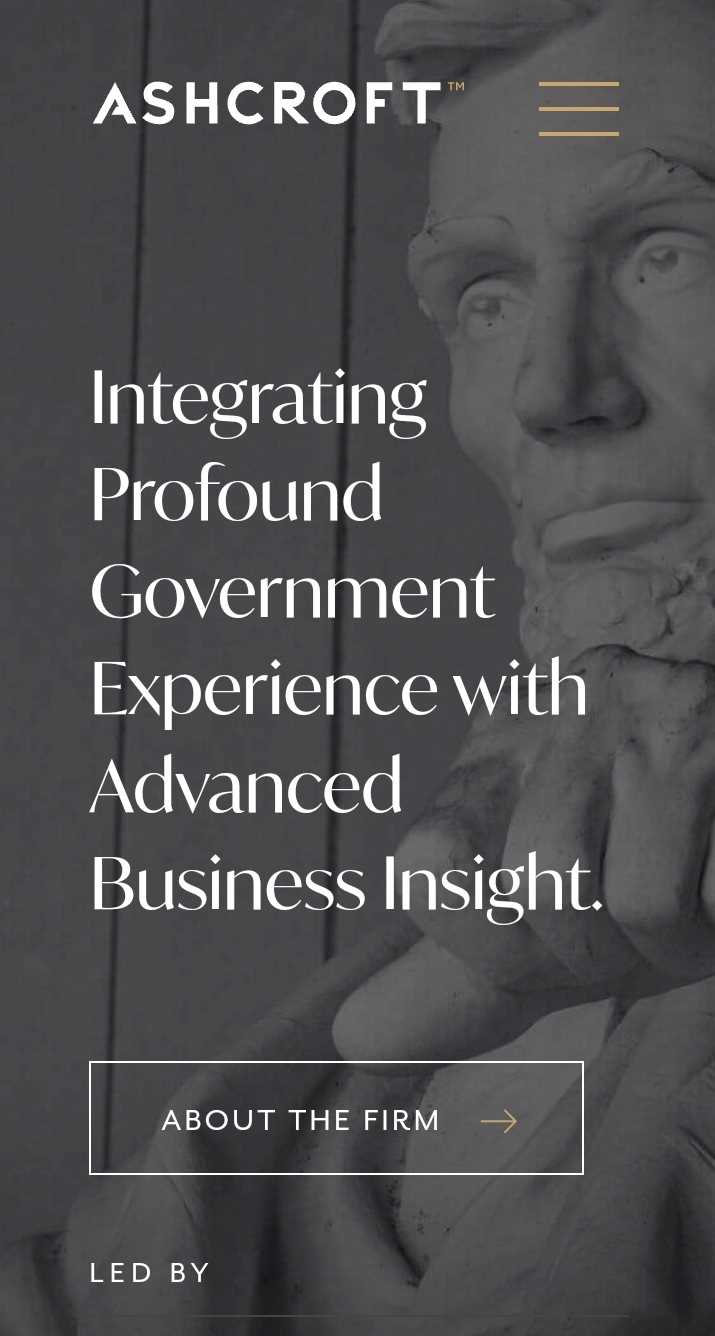 ASHCROFT™
Integrating
Profound
Government
Experience with
Advanced
Business Insight.
ABOUT THE FIRM →
LED BY